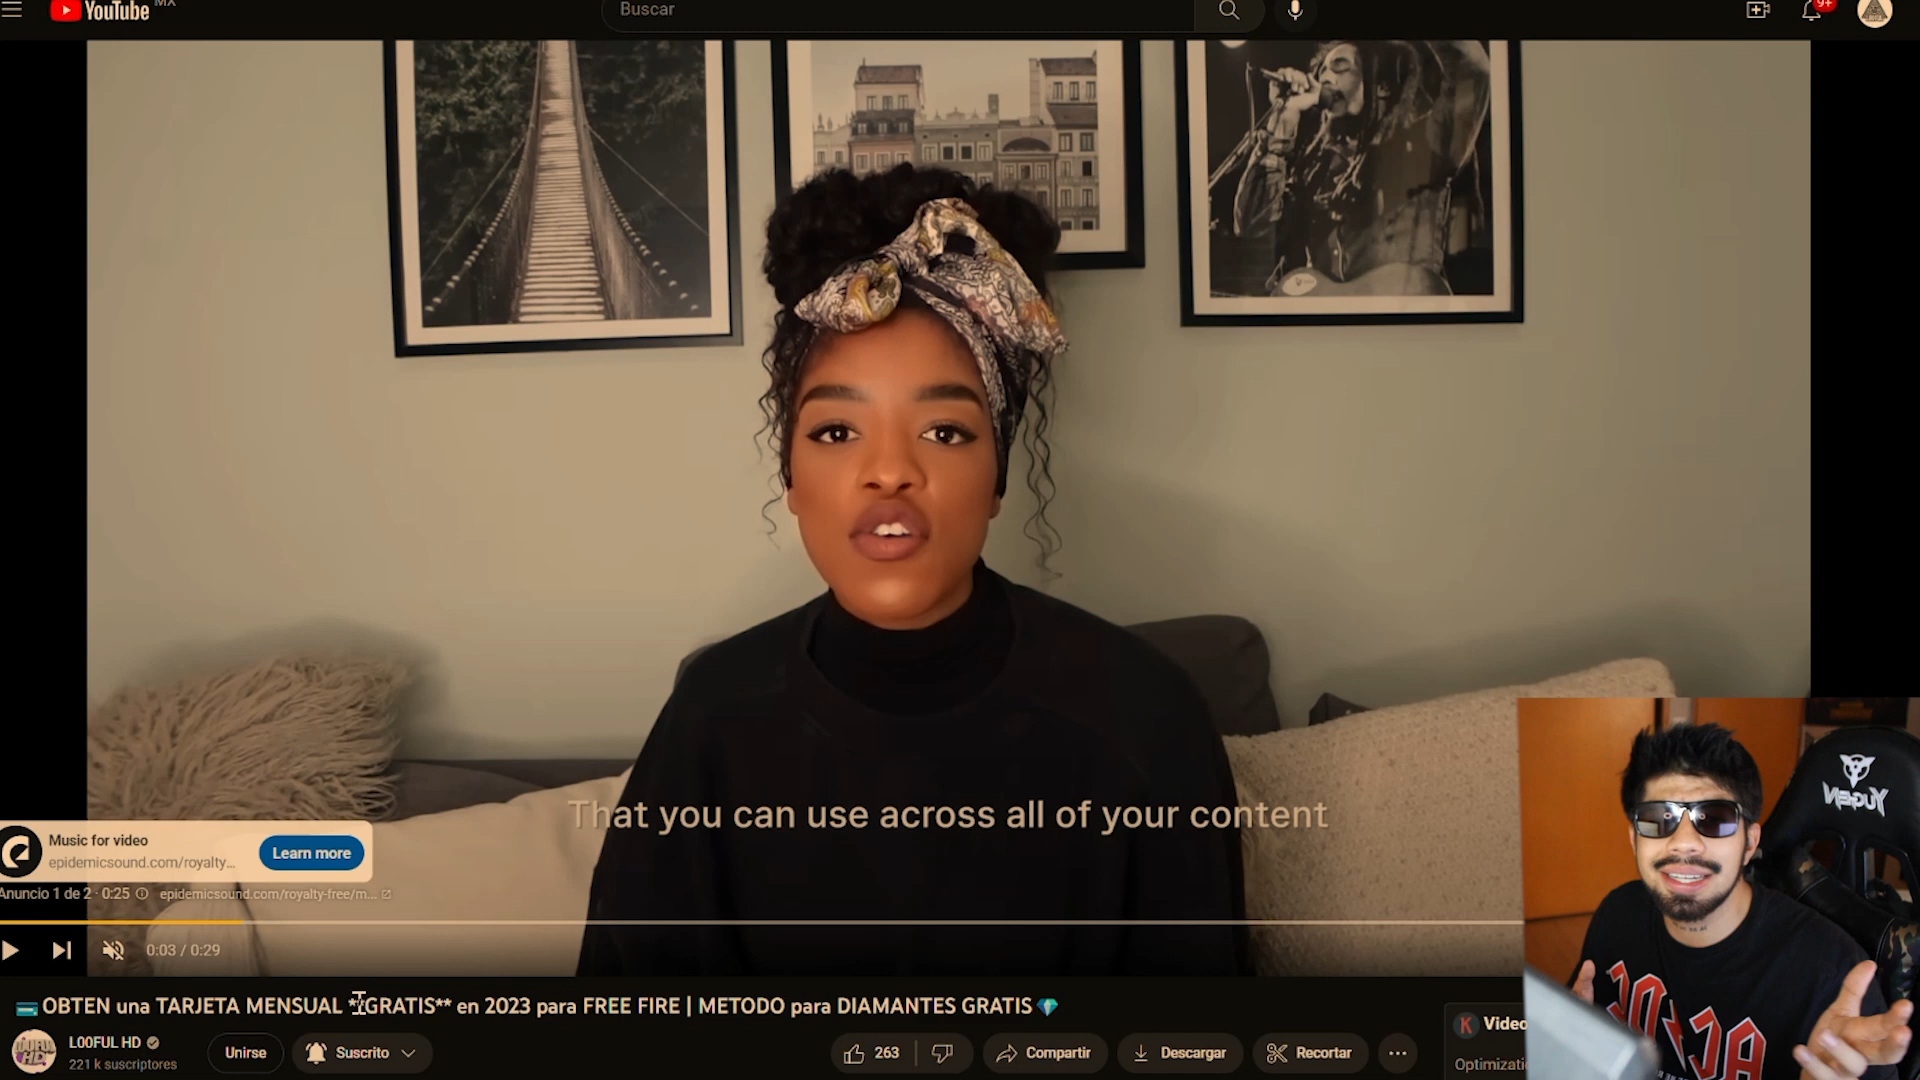 YouTube MX
Buscar
9+
That you can use across all of your content
Music for video
epidemicsound.com/royalty...
Learn more
Anuncio 1 de 2 · 0:25
epidemicsound.com/royalty-free/m...
0:03 / 0:29
OBTEN una TARJETA MENSUAL **GRATIS** en 2023 para FREE FIRE | METODO para DIAMANTES GRATIS
L00FUL HD
221 k suscriptores
Unirse
Suscrito
263
Compartir
Descargar
Recortar
K
Video
Optimizati